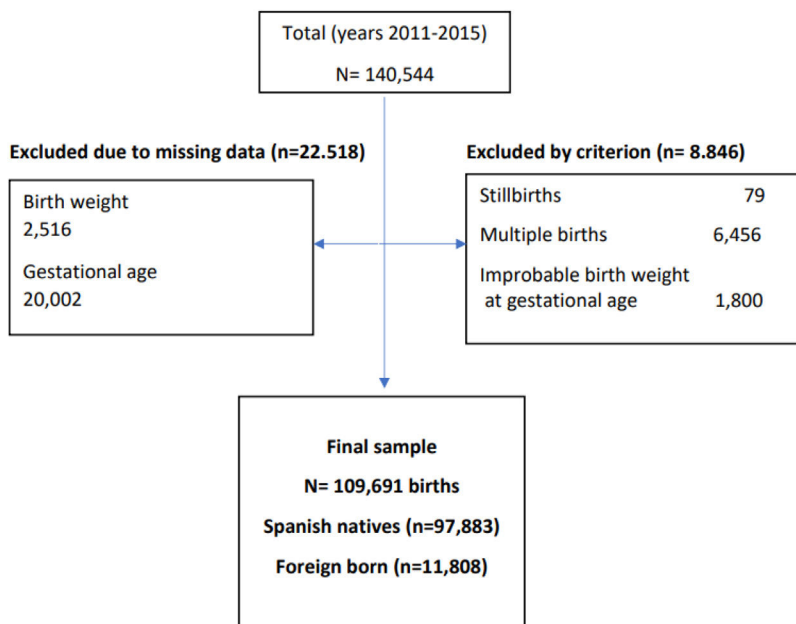 Total (years 2011-2015)
N= 140,544
Excluded due to missing data (n=22.518)
Birth weight
2,516
Gestational age
20,002
Excluded by criterion (n= 8.846)
Stillbirths 79
Multiple births 6,456
Improbable birth weight
at gestational age 1,800
Final sample
N= 109,691 births
Spanish natives (n=97,883)
Foreign born (n=11,808)